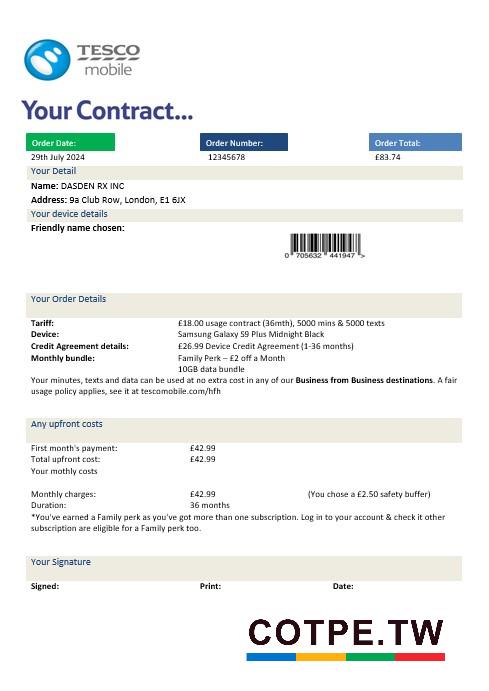 TESCO
mobile
Your Contract...
Order Date: Order Number: Order Total:
29th July 2024 12345678 £83.74
Your Detail
Name: DASDEN RX INC
Address: 9a Club Row, London, E1 6JX
Your device details
Friendly name chosen:
0 705632 441947 >
Your Order Details
Tariff: £18.00 usage contract (36mth), 5000 mins & 5000 texts
Device: Samsung Galaxy S9 Plus Midnight Black
Credit Agreement details: £26.99 Device Credit Agreement (1-36 months)
Monthly bundle: Family Perk – £2 off a Month
10GB data bundle
Your minutes, texts and data can be used at no extra cost in any of our Business from Business destinations. A fair
usage policy applies, see it at tescomobile.com/hfh
Any upfront costs
First month's payment: £42.99
Total upfront cost: £42.99
Your mothly costs
Monthly charges: £42.99 (You chose a £2.50 safety buffer)
Duration: 36 months
*You've earned a Family perk as you've got more than one subscription. Log in to your account & check it other
subscription are eligible for a Family perk too.
Your Signature
Signed: Print: Date:
COTPE.TW